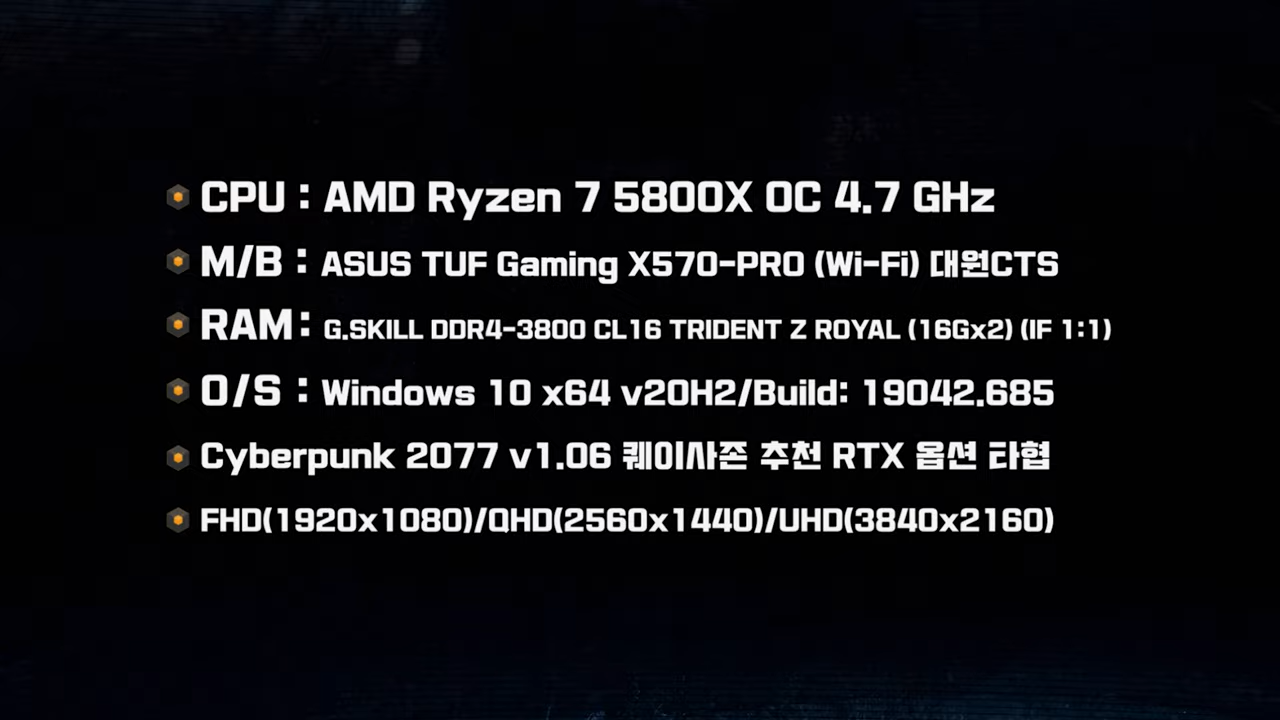 CPU : AMD Ryzen 7 5800X OC 4.7 GHz
M/B : ASUS TUF Gaming X570-PRO (Wi-Fi) 대원CTS
RAM : G.SKILL DDR4-3800 CL16 TRIDENT Z ROYAL (16Gx2) (IF 1:1)
O/S : Windows 10 x64 v20H2/Build: 19042.685
Cyberpunk 2077 v1.06 퀘이사존 추천 RTX 옵션 타협
FHD(1920x1080)/QHD(2560x1440)/UHD(3840x2160)